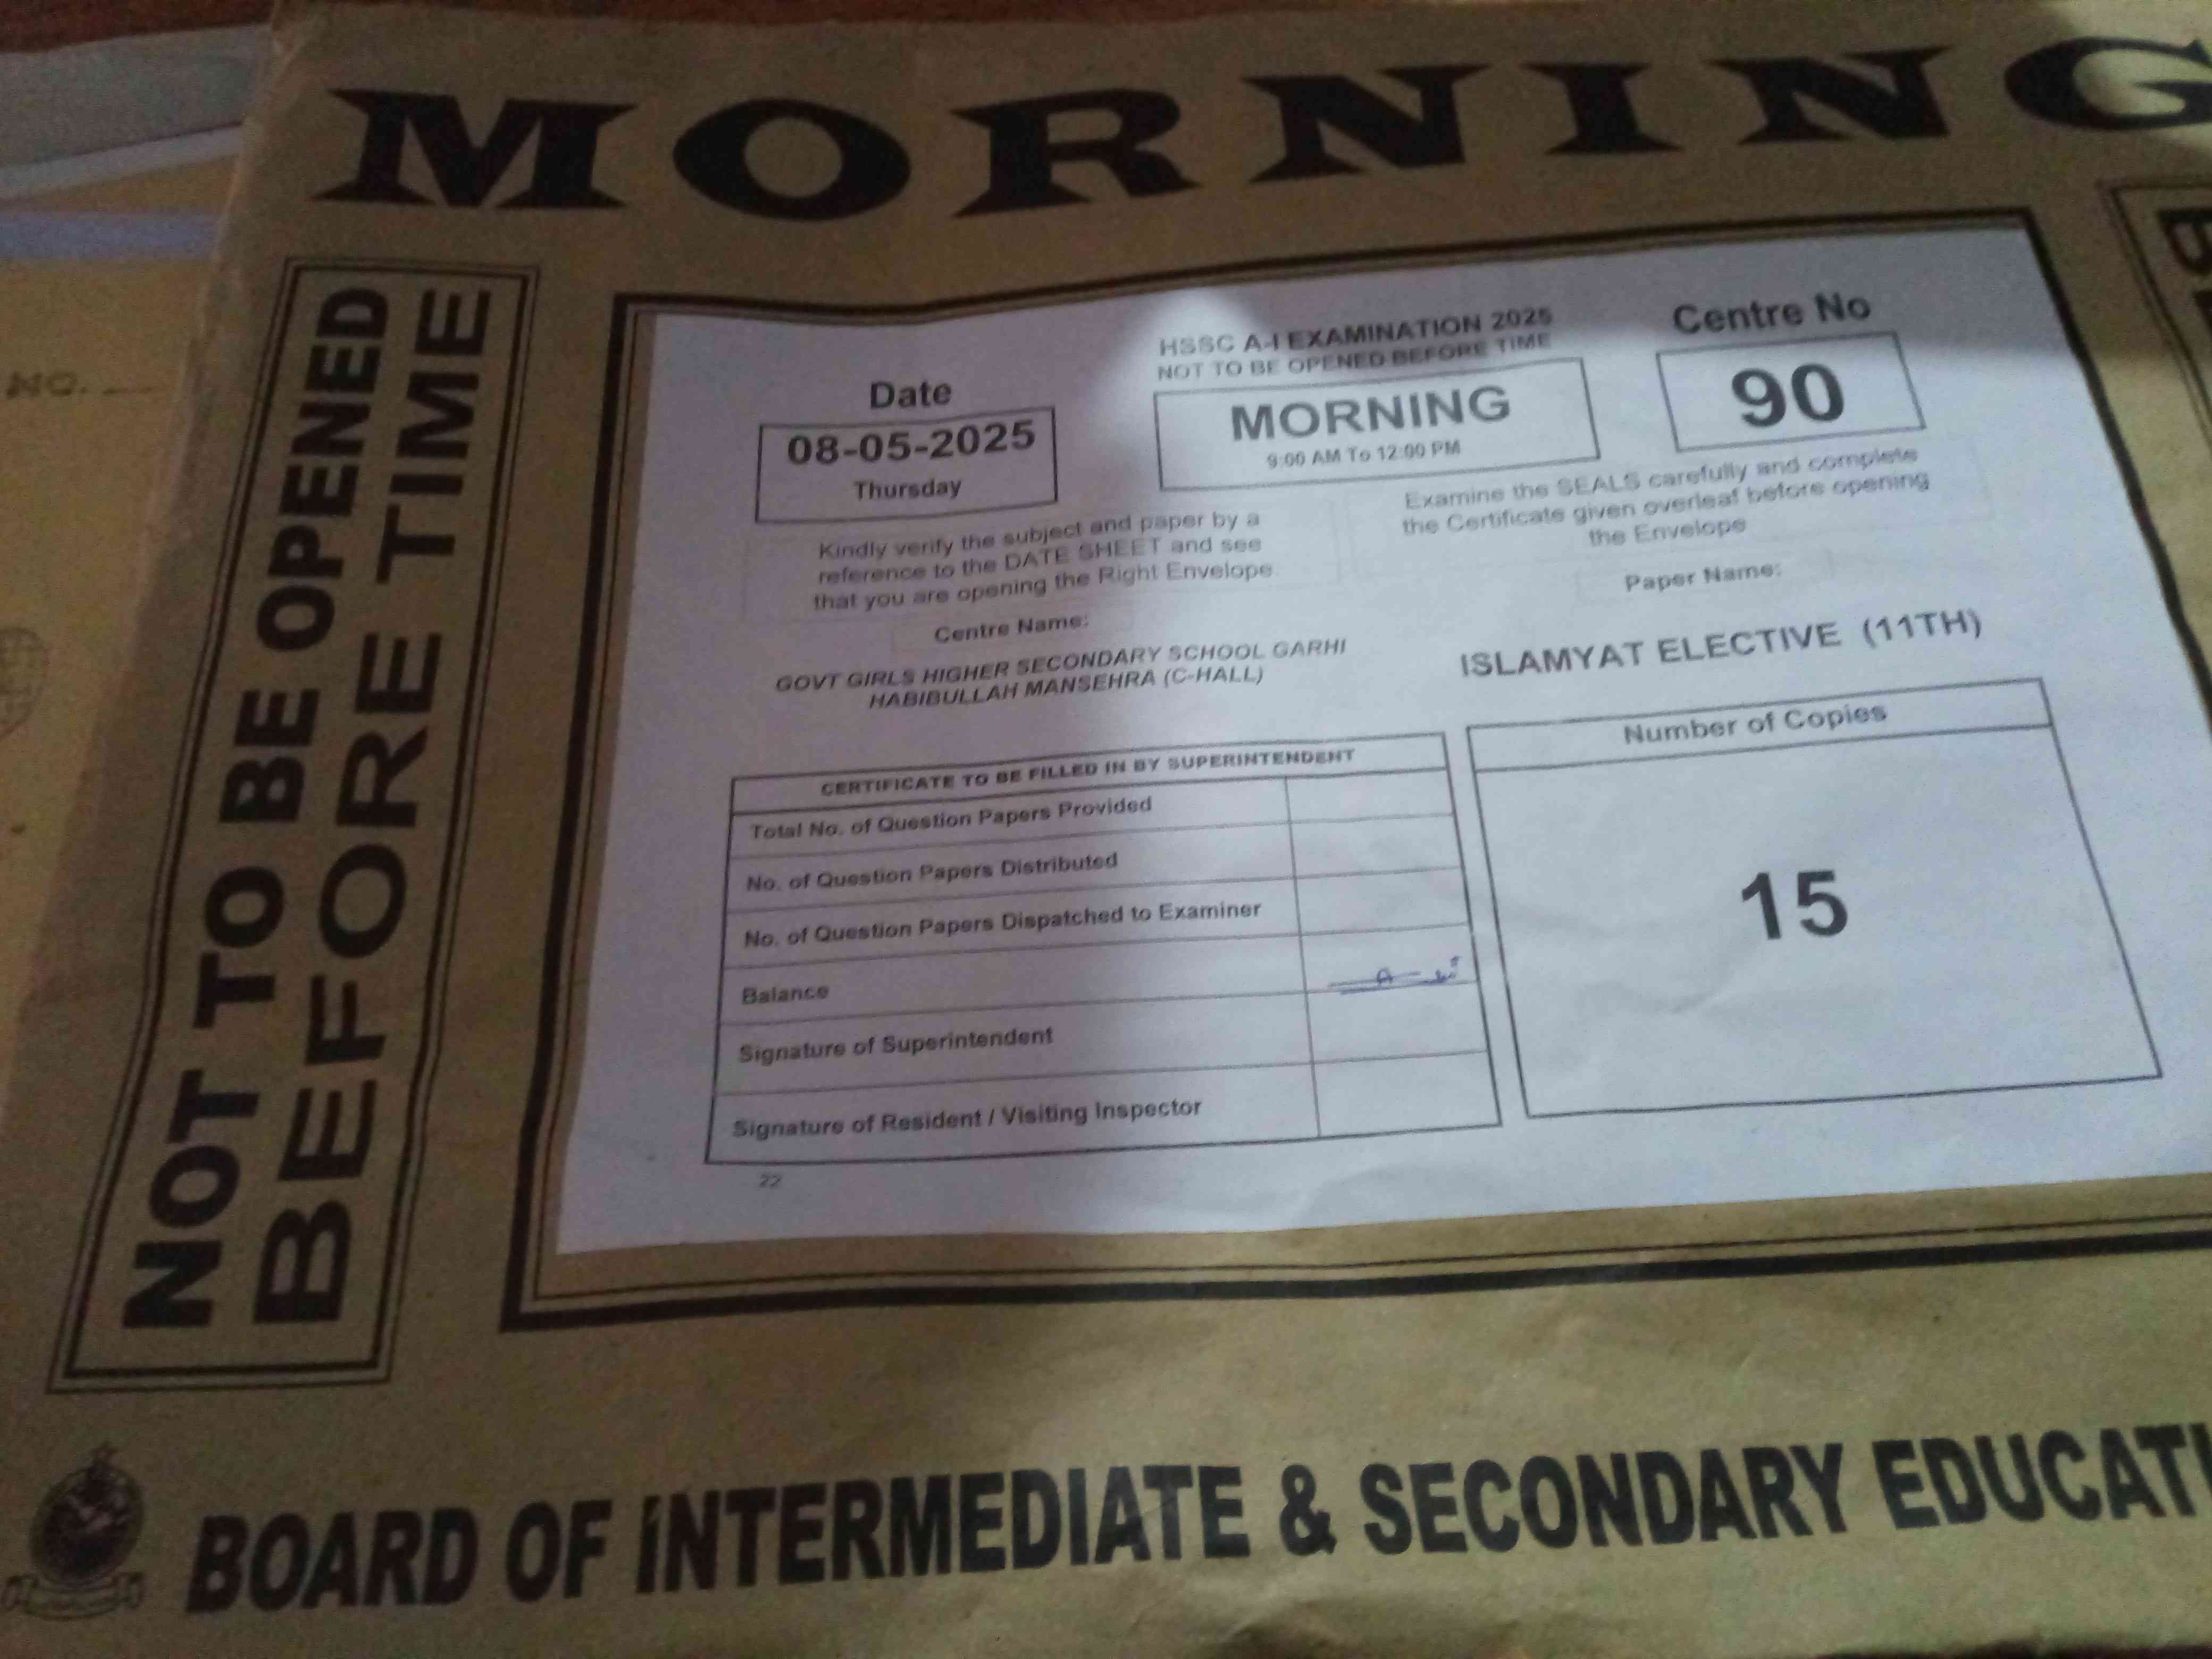 MORNING
NOT TO BE OPENED
BEFORE TIME
NO.
HSSC A-I EXAMINATION 2025
NOT TO BE OPENED BEFORE TIME
Date
08-05-2025
Thursday
MORNING
9:00 AM To 12:00 PM
Centre No
90
Kindly verify the subject and paper by a
reference to the DATE SHEET and see
that you are opening the Right Envelope.
Examine the SEALS carefully and complete
the Certificate given overleaf before opening
the Envelope
Centre Name:
GOVT GIRLS HIGHER SECONDARY SCHOOL GARHI
HABIBULLAH MANSEHRA (C-HALL)
Paper Name:
ISLAMYAT ELECTIVE (11TH)
CERTIFICATE TO BE FILLED IN BY SUPERINTENDENT
Total No. of Question Papers Provided
No. of Question Papers Distributed
No. of Question Papers Dispatched to Examiner
Balance
Signature of Superintendent
Signature of Resident / Visiting Inspector
Number of Copies
15
22
BOARD OF INTERMEDIATE & SECONDARY EDUCATI